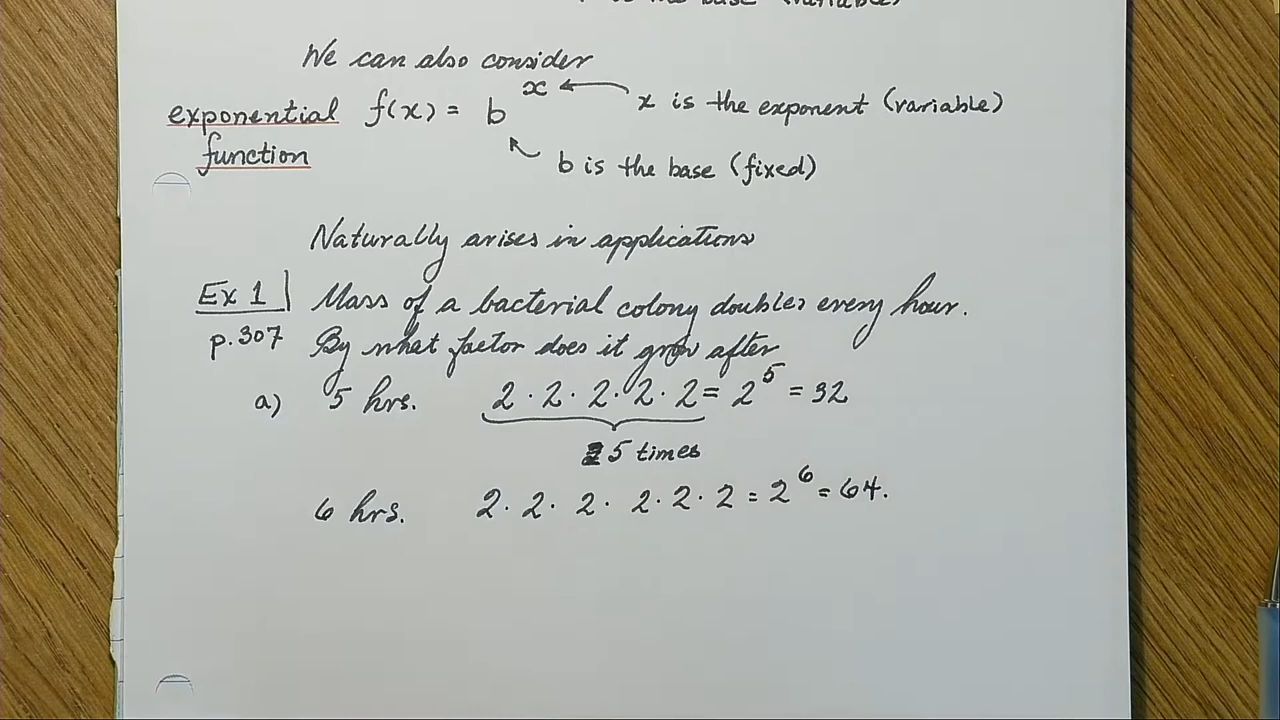 We can also consider
exponential f(x) = b^x ← x is the exponent (variable)
function b is the base (fixed)
Naturally arises in applications
Ex 1 Mass of a bacterial colony doubles every hour.
p.307 By what factor does it grow after
a) 5 hrs. 2 · 2 · 2 · 2 · 2 = 2^5 = 32
5 times
6 hrs. 2 · 2 · 2 · 2 · 2 · 2 = 2^6 = 64.